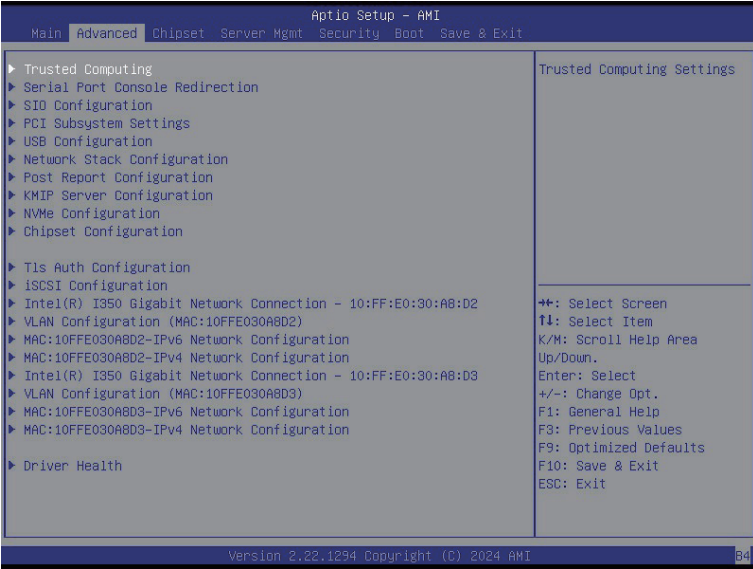 Aptio Setup – AMI
Main Advanced Chipset Server Mgmt Security Boot Save & Exit
Trusted Computing
Serial Port Console Redirection
SIO Configuration
PCI Subsystem Settings
USB Configuration
Network Stack Configuration
Post Report Configuration
KMIP Server Configuration
NVMe Configuration
Chipset Configuration
Tls Auth Configuration
iSCSI Configuration
Intel(R) I350 Gigabit Network Connection – 10:FF:E0:30:A8:D2
VLAN Configuration (MAC:10FFE030A8D2)
MAC:10FFE030A8D2-IPv6 Network Configuration
MAC:10FFE030A8D2-IPv4 Network Configuration
Intel(R) I350 Gigabit Network Connection – 10:FF:E0:30:A8:D3
VLAN Configuration (MAC:10FFE030A8D3)
MAC:10FFE030A8D3-IPv6 Network Configuration
MAC:10FFE030A8D3-IPv4 Network Configuration
Driver Health
Trusted Computing Settings
→←: Select Screen
↑↓: Select Item
K/M: Scroll Help Area
Up/Down.
Enter: Select
+/-: Change Opt.
F1: General Help
F3: Previous Values
F9: Optimized Defaults
F10: Save & Exit
ESC: Exit
Version 2.22.1294 Copyright (C) 2024 AMI
B4